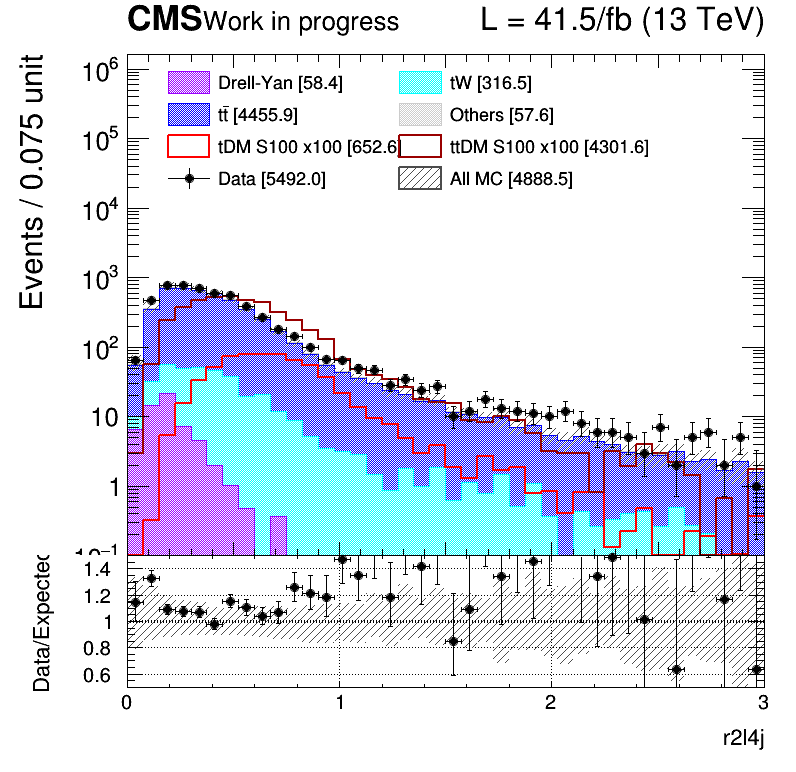 CMS Work in progress L = 41.5/fb (13 TeV)
Events / 0.075 unit
10⁶
10⁵
10⁴
10³
10²
10
1
10⁻¹
Drell-Yan [58.4] tW [316.5]
tt̄ [4455.9] Others [57.6]
tDM S100 x100 [652.6] ttDM S100 x100 [4301.6]
Data [5492.0] All MC [4888.5]
Data/Expected
1.4
1.2
1
0.8
0.6
0 1 2 3
r2l4j